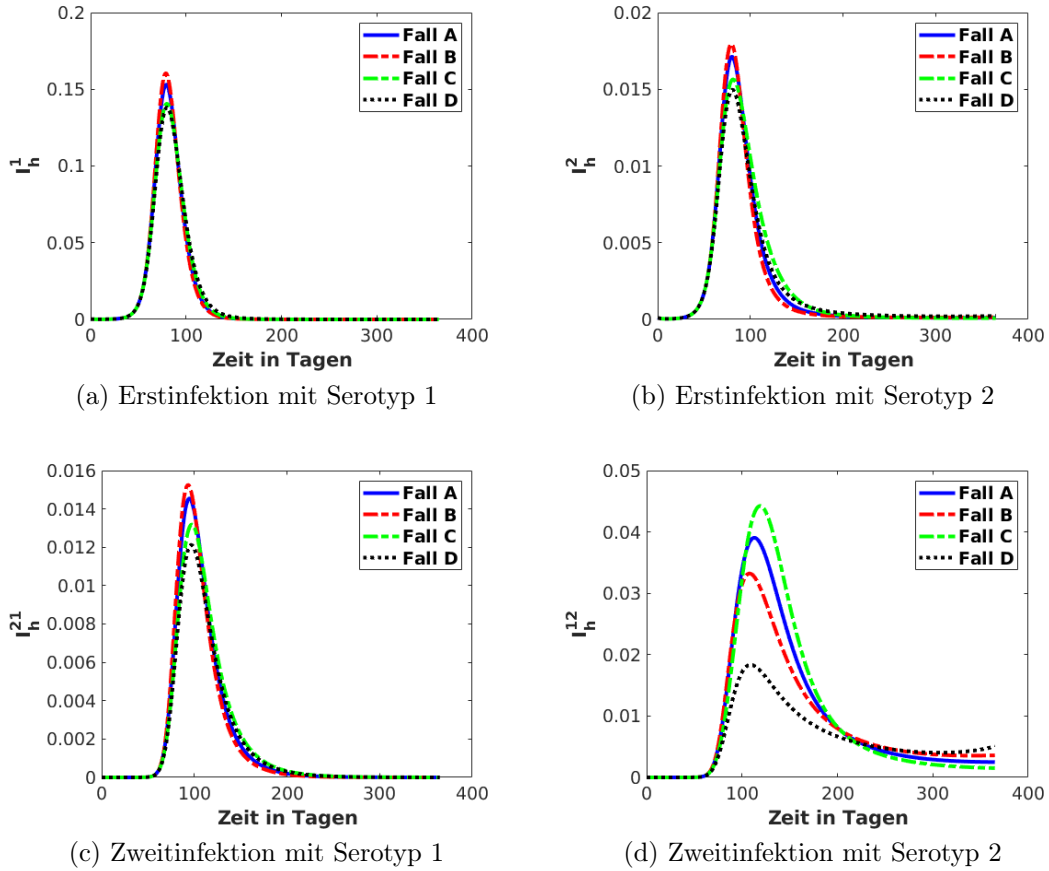 0.2
0.15
0.1
0.05
0
I_h^1
0 100 200 300 400
Zeit in Tagen
Fall A
Fall B
Fall C
Fall D
(a) Erstinfektion mit Serotyp 1
0.02
0.015
0.01
0.005
0
I_h^2
0 100 200 300 400
Zeit in Tagen
Fall A
Fall B
Fall C
Fall D
(b) Erstinfektion mit Serotyp 2
0.016
0.014
0.012
0.01
0.008
0.006
0.004
0.002
0
I_h^21
0 100 200 300 400
Zeit in Tagen
Fall A
Fall B
Fall C
Fall D
(c) Zweitinfektion mit Serotyp 1
0.05
0.04
0.03
0.02
0.01
0
I_h^12
0 100 200 300 400
Zeit in Tagen
Fall A
Fall B
Fall C
Fall D
(d) Zweitinfektion mit Serotyp 2